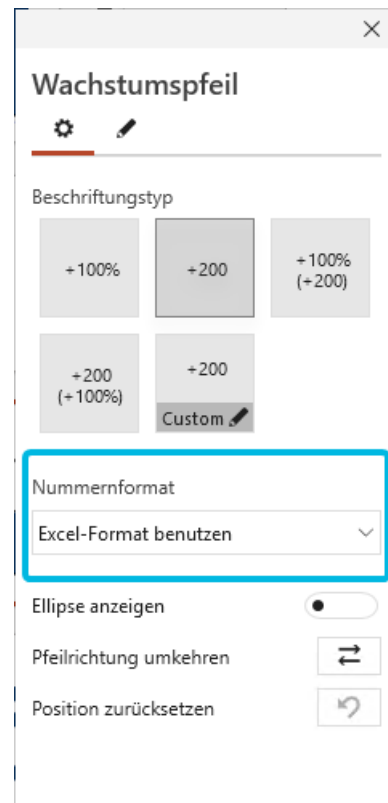 Wachstumspfeil
Beschriftungstyp
+100%
+200
+100%
(+200)
+200
(+100%)
+200
Custom
Nummernformat
Excel-Format benutzen
Ellipse anzeigen
Pfeilrichtung umkehren
Position zurücksetzen